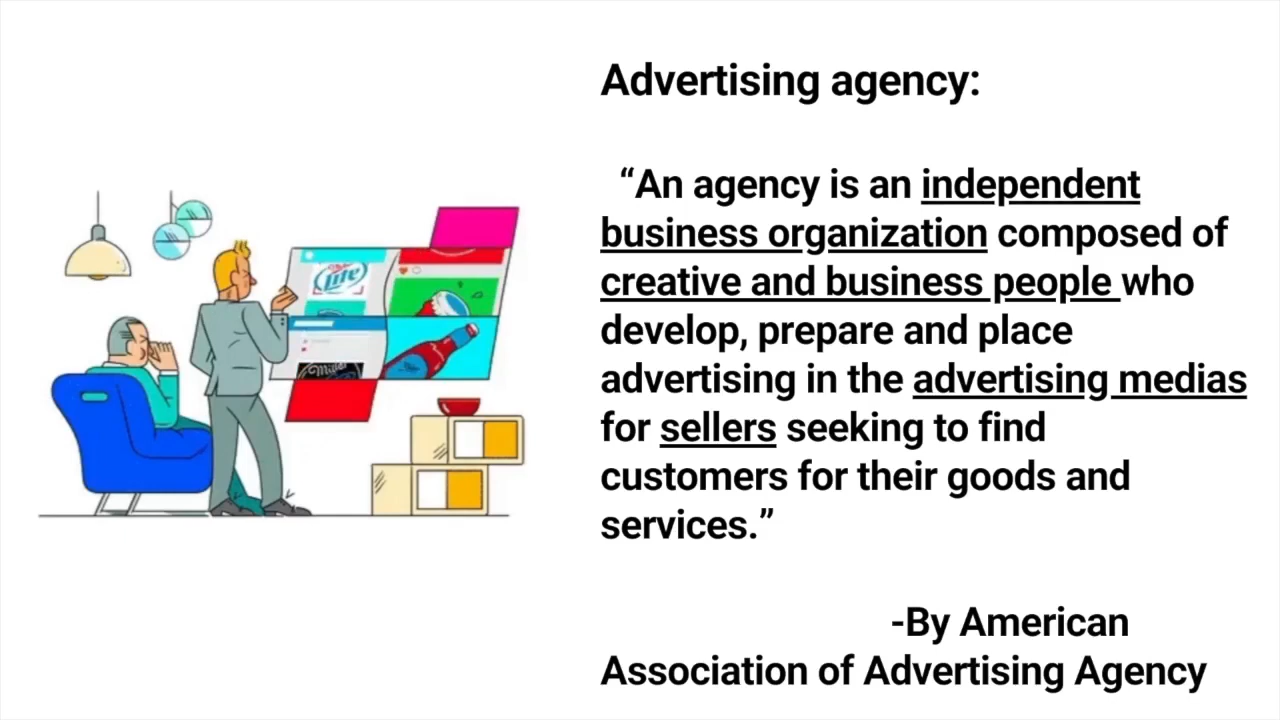 Advertising agency:
“An agency is an independent
business organization composed of
creative and business people who
develop, prepare and place
advertising in the advertising medias
for sellers seeking to find
customers for their goods and
services.”
-By American
Association of Advertising Agency
Lite
Miller